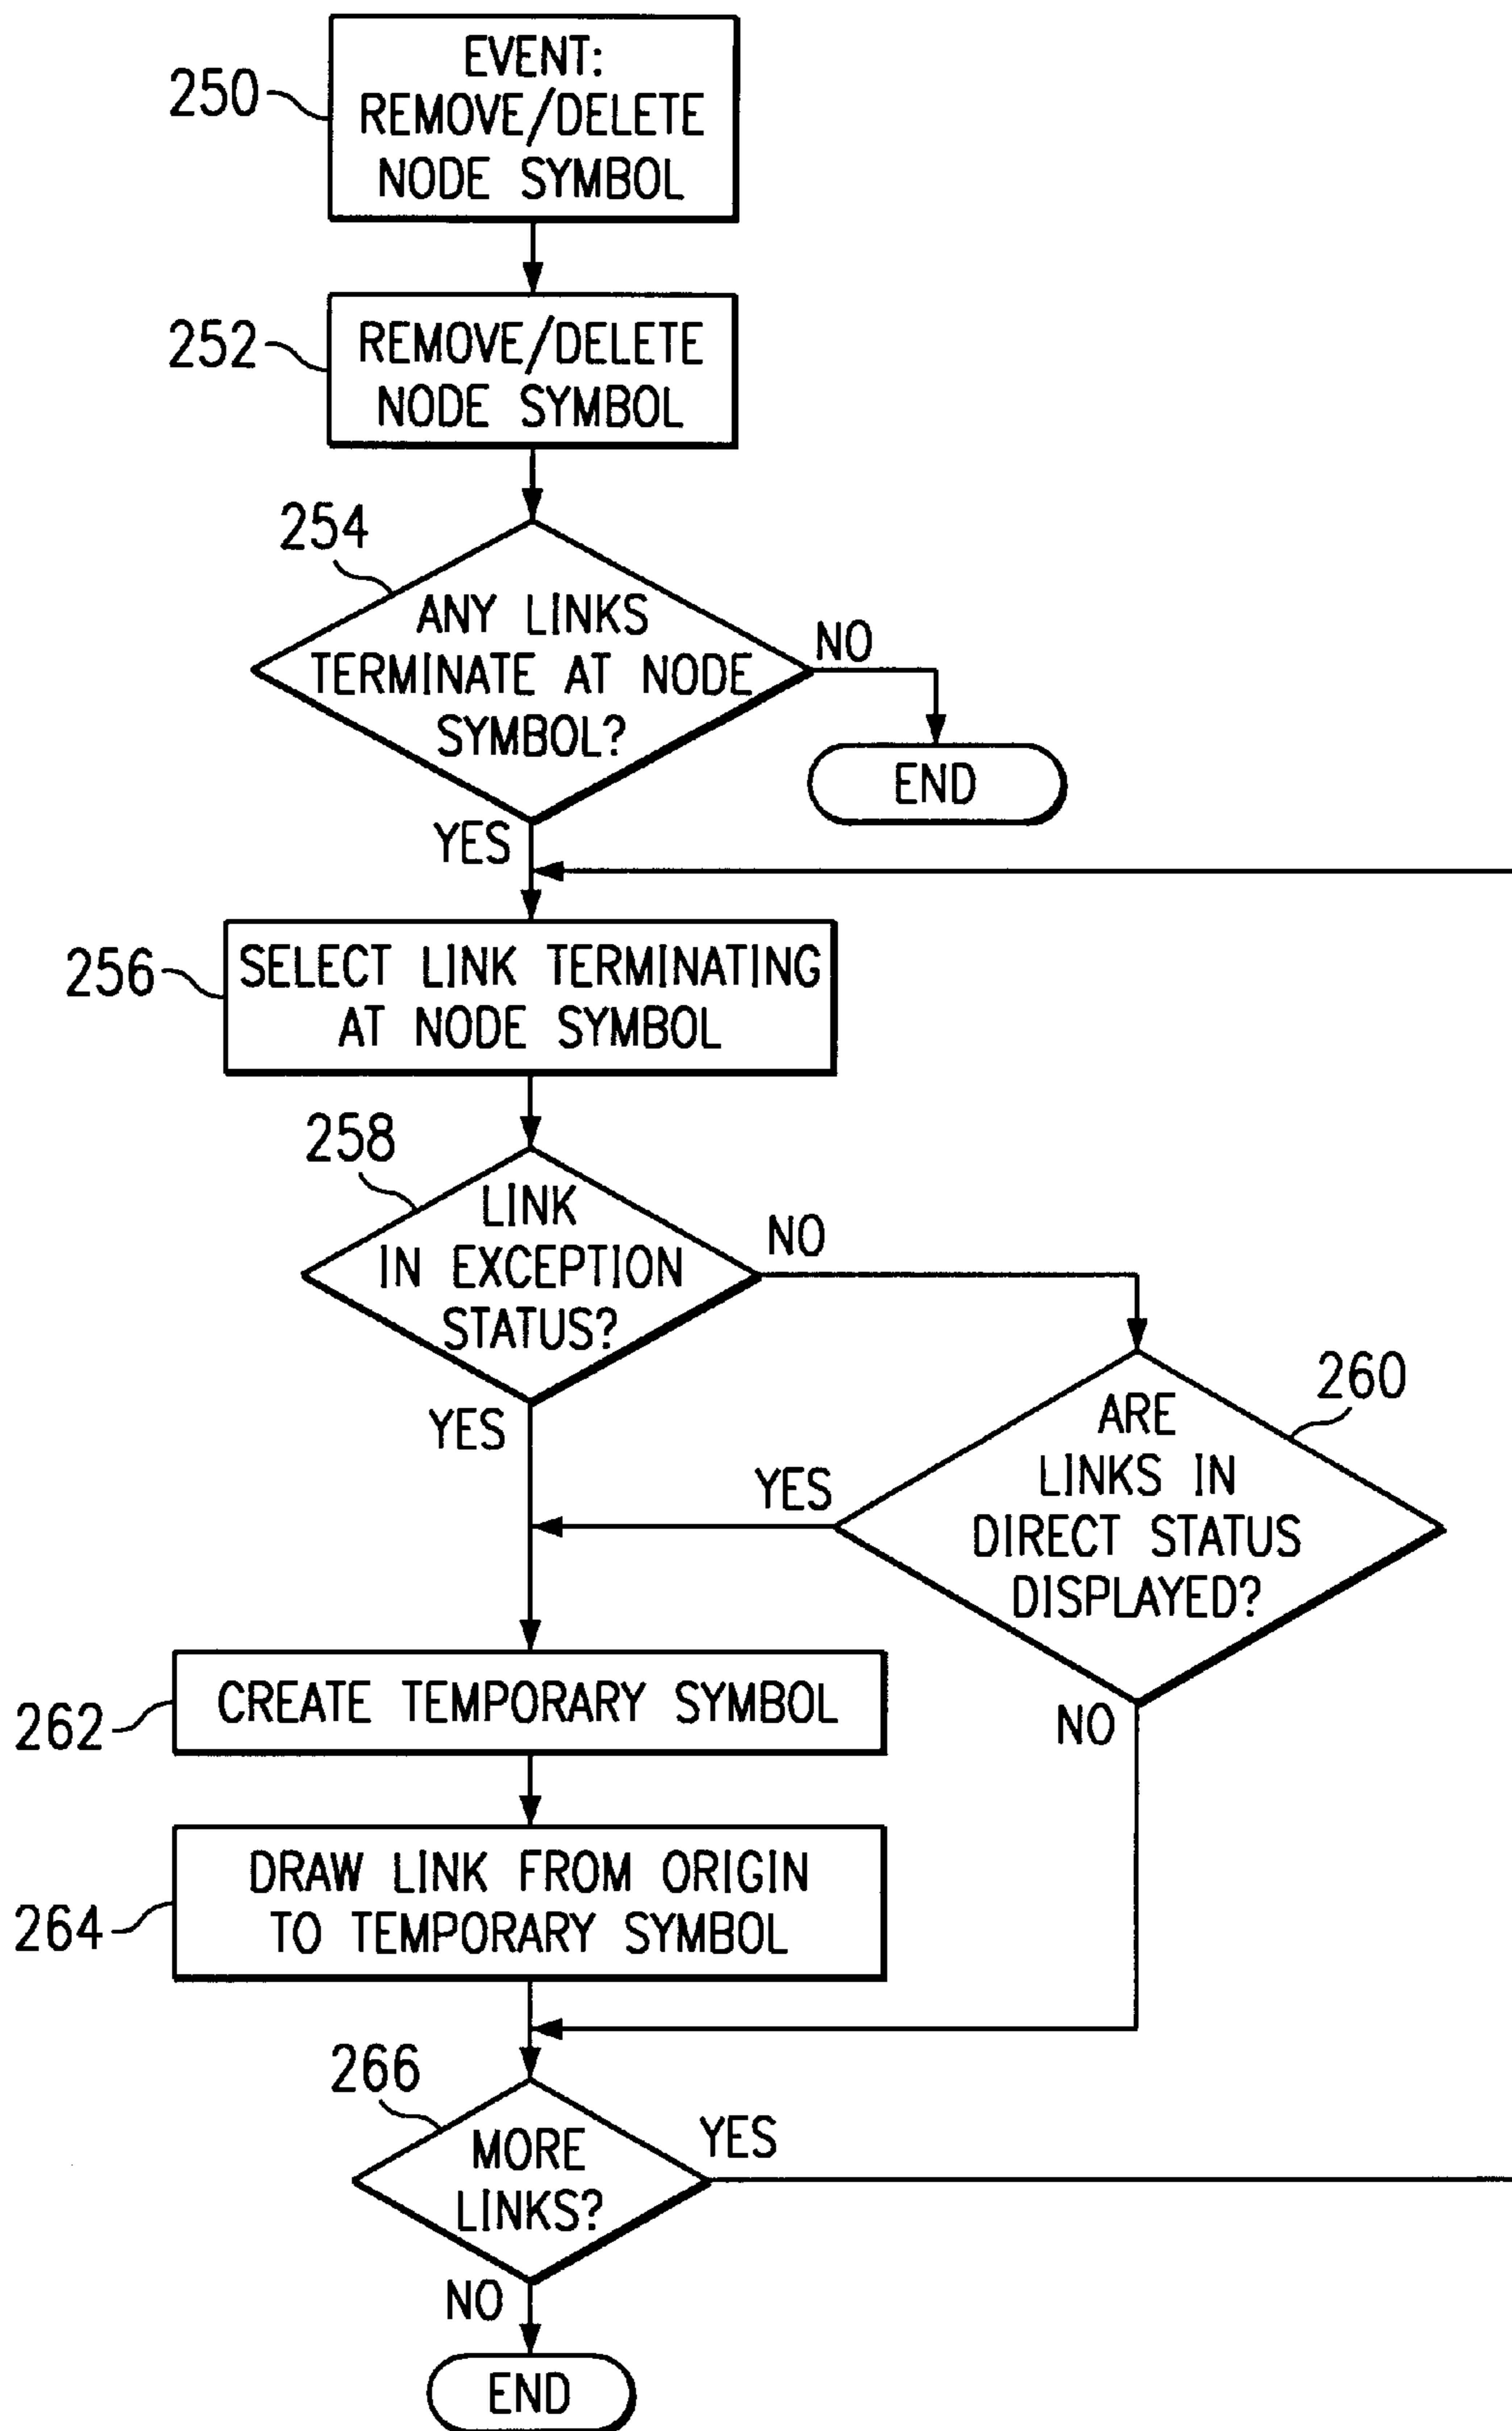 EVENT:
250
REMOVE/DELETE
NODE SYMBOL
252
REMOVE/DELETE
NODE SYMBOL
254
ANY LINKS
TERMINATE AT NODE
SYMBOL?
NO
END
YES
256
SELECT LINK TERMINATING
AT NODE SYMBOL
258
LINK
IN EXCEPTION
STATUS?
NO
YES
260
ARE
LINKS IN
DIRECT STATUS
DISPLAYED?
YES
NO
262
CREATE TEMPORARY SYMBOL
264
DRAW LINK FROM ORIGIN
TO TEMPORARY SYMBOL
266
MORE
LINKS?
YES
NO
END